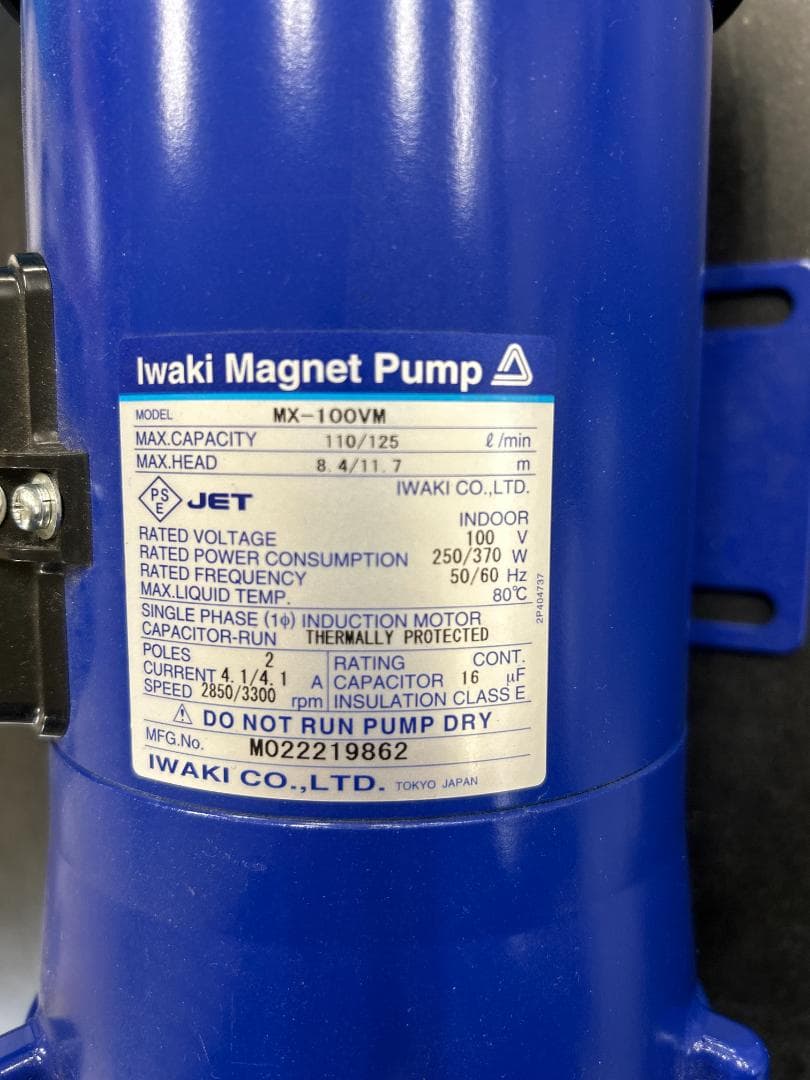 Iwaki Magnet Pump
MODEL MX-100VM
MAX.CAPACITY 110/125 ℓ/min
MAX.HEAD 8.4/11.7 m
PS E JET IWAKI CO.,LTD.
INDOOR
RATED VOLTAGE 100 V
RATED POWER CONSUMPTION 250/370 W
RATED FREQUENCY 50/60 Hz
MAX.LIQUID TEMP. 80℃
2P404737
SINGLE PHASE (1ϕ) INDUCTION MOTOR
CAPACITOR-RUN THERMALLY PROTECTED
POLES 2 RATING CONT.
CURRENT 4.1/4.1 A CAPACITOR 16 μF
SPEED 2850/3300 rpm INSULATION CLASS E
⚠ DO NOT RUN PUMP DRY
MFG.No. M022219862
IWAKI CO.,LTD. TOKYO JAPAN